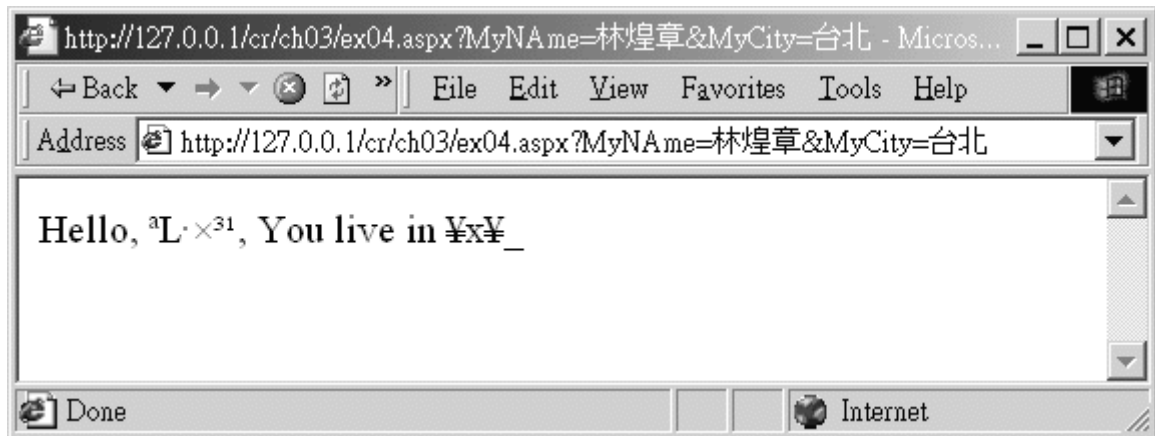 http://127.0.0.1/cr/ch03/ex04.aspx?MyNAme=林煌章&MyCity=台北 - Micros...
Back » File Edit View Favorites Tools Help
Address http://127.0.0.1/cr/ch03/ex04.aspx?MyNAme=林煌章&MyCity=台北
Hello, ªL·׳¹, You live in ¥x¥_
Done Internet